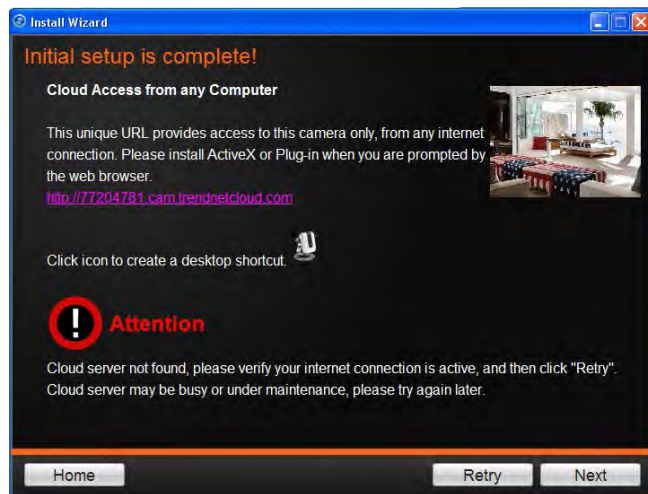 Install Wizard
Initial setup is complete!
Cloud Access from any Computer
This unique URL provides access to this camera only, from any internet
connection. Please install ActiveX or Plug-in when you are prompted by
the web browser.
http://77204781.cam.trendnetcloud.com
Click icon to create a desktop shortcut.
Attention
Cloud server not found, please verify your internet connection is active, and then click "Retry".
Cloud server may be busy or under maintenance, please try again later.
Home
Retry
Next